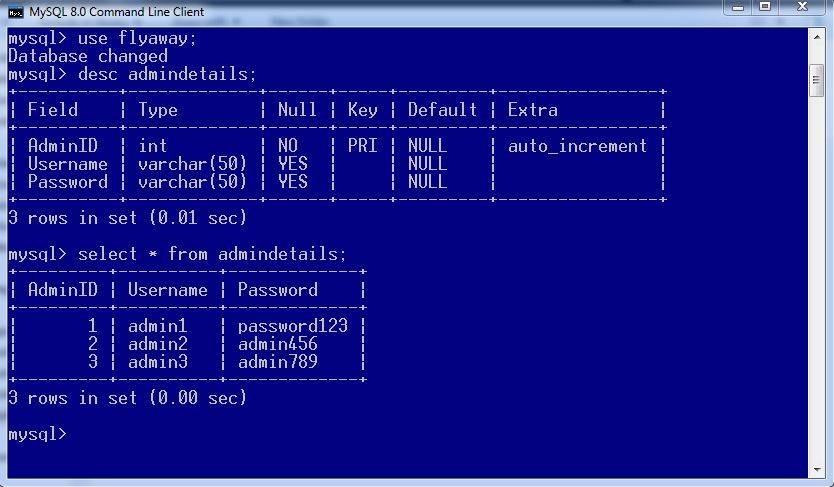 MySQL 8.0 Command Line Client
mysql> use flyaway;
Database changed
mysql> desc admindetails;
+----------+-------------+------+-----+---------+----------------+
| Field    | Type        | Null | Key | Default | Extra          |
+----------+-------------+------+-----+---------+----------------+
| AdminID  | int         | NO   | PRI | NULL    | auto_increment |
| Username | varchar(50) | YES  |     | NULL    |                |
| Password | varchar(50) | YES  |     | NULL    |                |
+----------+-------------+------+-----+---------+----------------+
3 rows in set (0.01 sec)
mysql> select * from admindetails;
+---------+----------+-------------+
| AdminID | Username | Password    |
+---------+----------+-------------+
|       1 | admin1   | password123 |
|       2 | admin2   | admin456    |
|       3 | admin3   | admin789    |
+---------+----------+-------------+
3 rows in set (0.00 sec)
mysql>